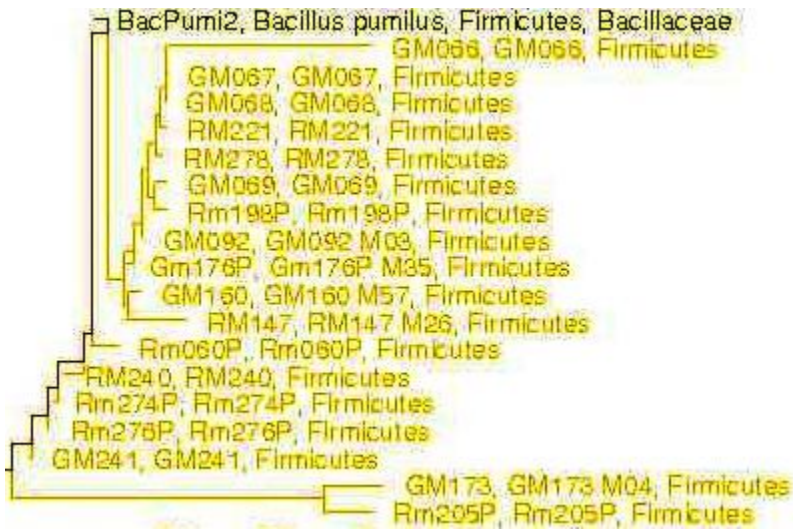 BacPumi2, Bacillus pumilus, Firmicutes, Bacillaceae
GM066, GM066, Firmicutes
GM067, GM067, Firmicutes
GM068, GM068, Firmicutes
RM221, RM221, Firmicutes
RM278, RM278, Firmicutes
GM069, GM069, Firmicutes
Rm198P, Rm198P, Firmicutes
GM092, GM092 M03, Firmicutes
Gm176P, Gm176P M35, Firmicutes
GM160, GM160 M57, Firmicutes
RM147, RM147 M26, Firmicutes
Rm060P, Rm060P, Firmicutes
RM240, RM240, Firmicutes
Rm274P, Rm274P, Firmicutes
Rm276P, Rm276P, Firmicutes
GM241, GM241, Firmicutes
GM173, GM173 M04, Firmicutes
Rm205P, Rm205P, Firmicutes